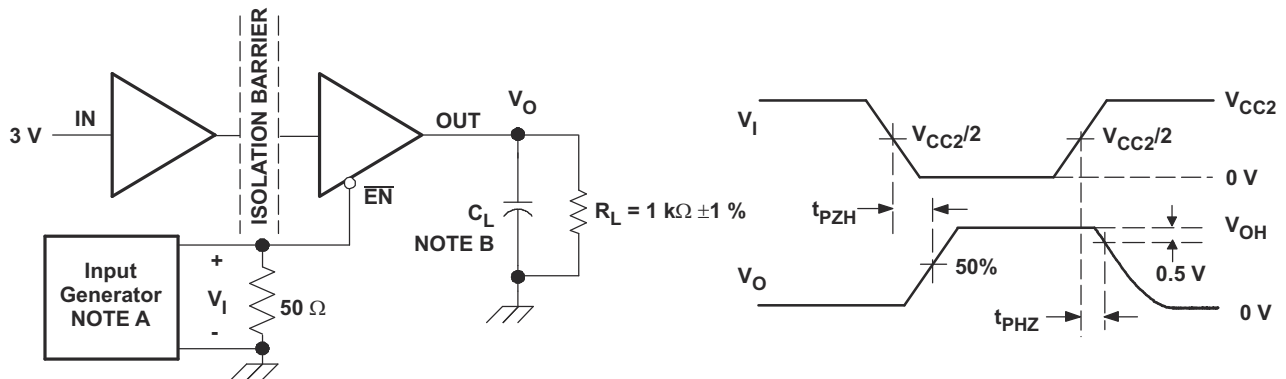 ISOLATION BARRIER
3 V
IN
OUT
V_O
EN
C_L
NOTE B
R_L = 1 kΩ ±1 %
Input
Generator
NOTE A
+
V_I
-
50 Ω
V_I
V_CC2
V_CC2/2
V_CC2/2
0 V
t_PZH
V_OH
0.5 V
50%
V_O
t_PHZ
0 V